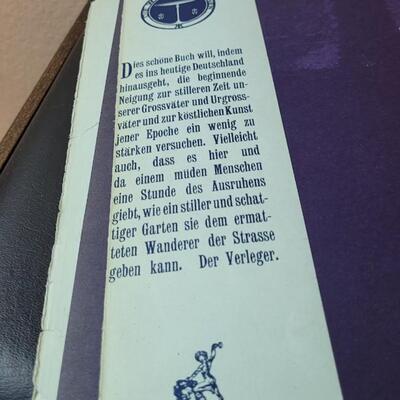 Dies schöne Buch will, indem
es ins heutige Deutschland
hinausgeht, die beginnende
Neigung zur stilleren Zeit un-
serer Grossväter und Urgross-
väter und zur köstlichen Kunst
jener Epoche ein wenig zu
stärken versuchen. Vielleicht
auch, dass es hier und
da einem müden Menschen
eine Stunde des Ausruhens
giebt, wie ein stiller und schat-
tiger Garten sie dem ermat-
teten Wanderer der Strasse
geben kann. Der Verleger.